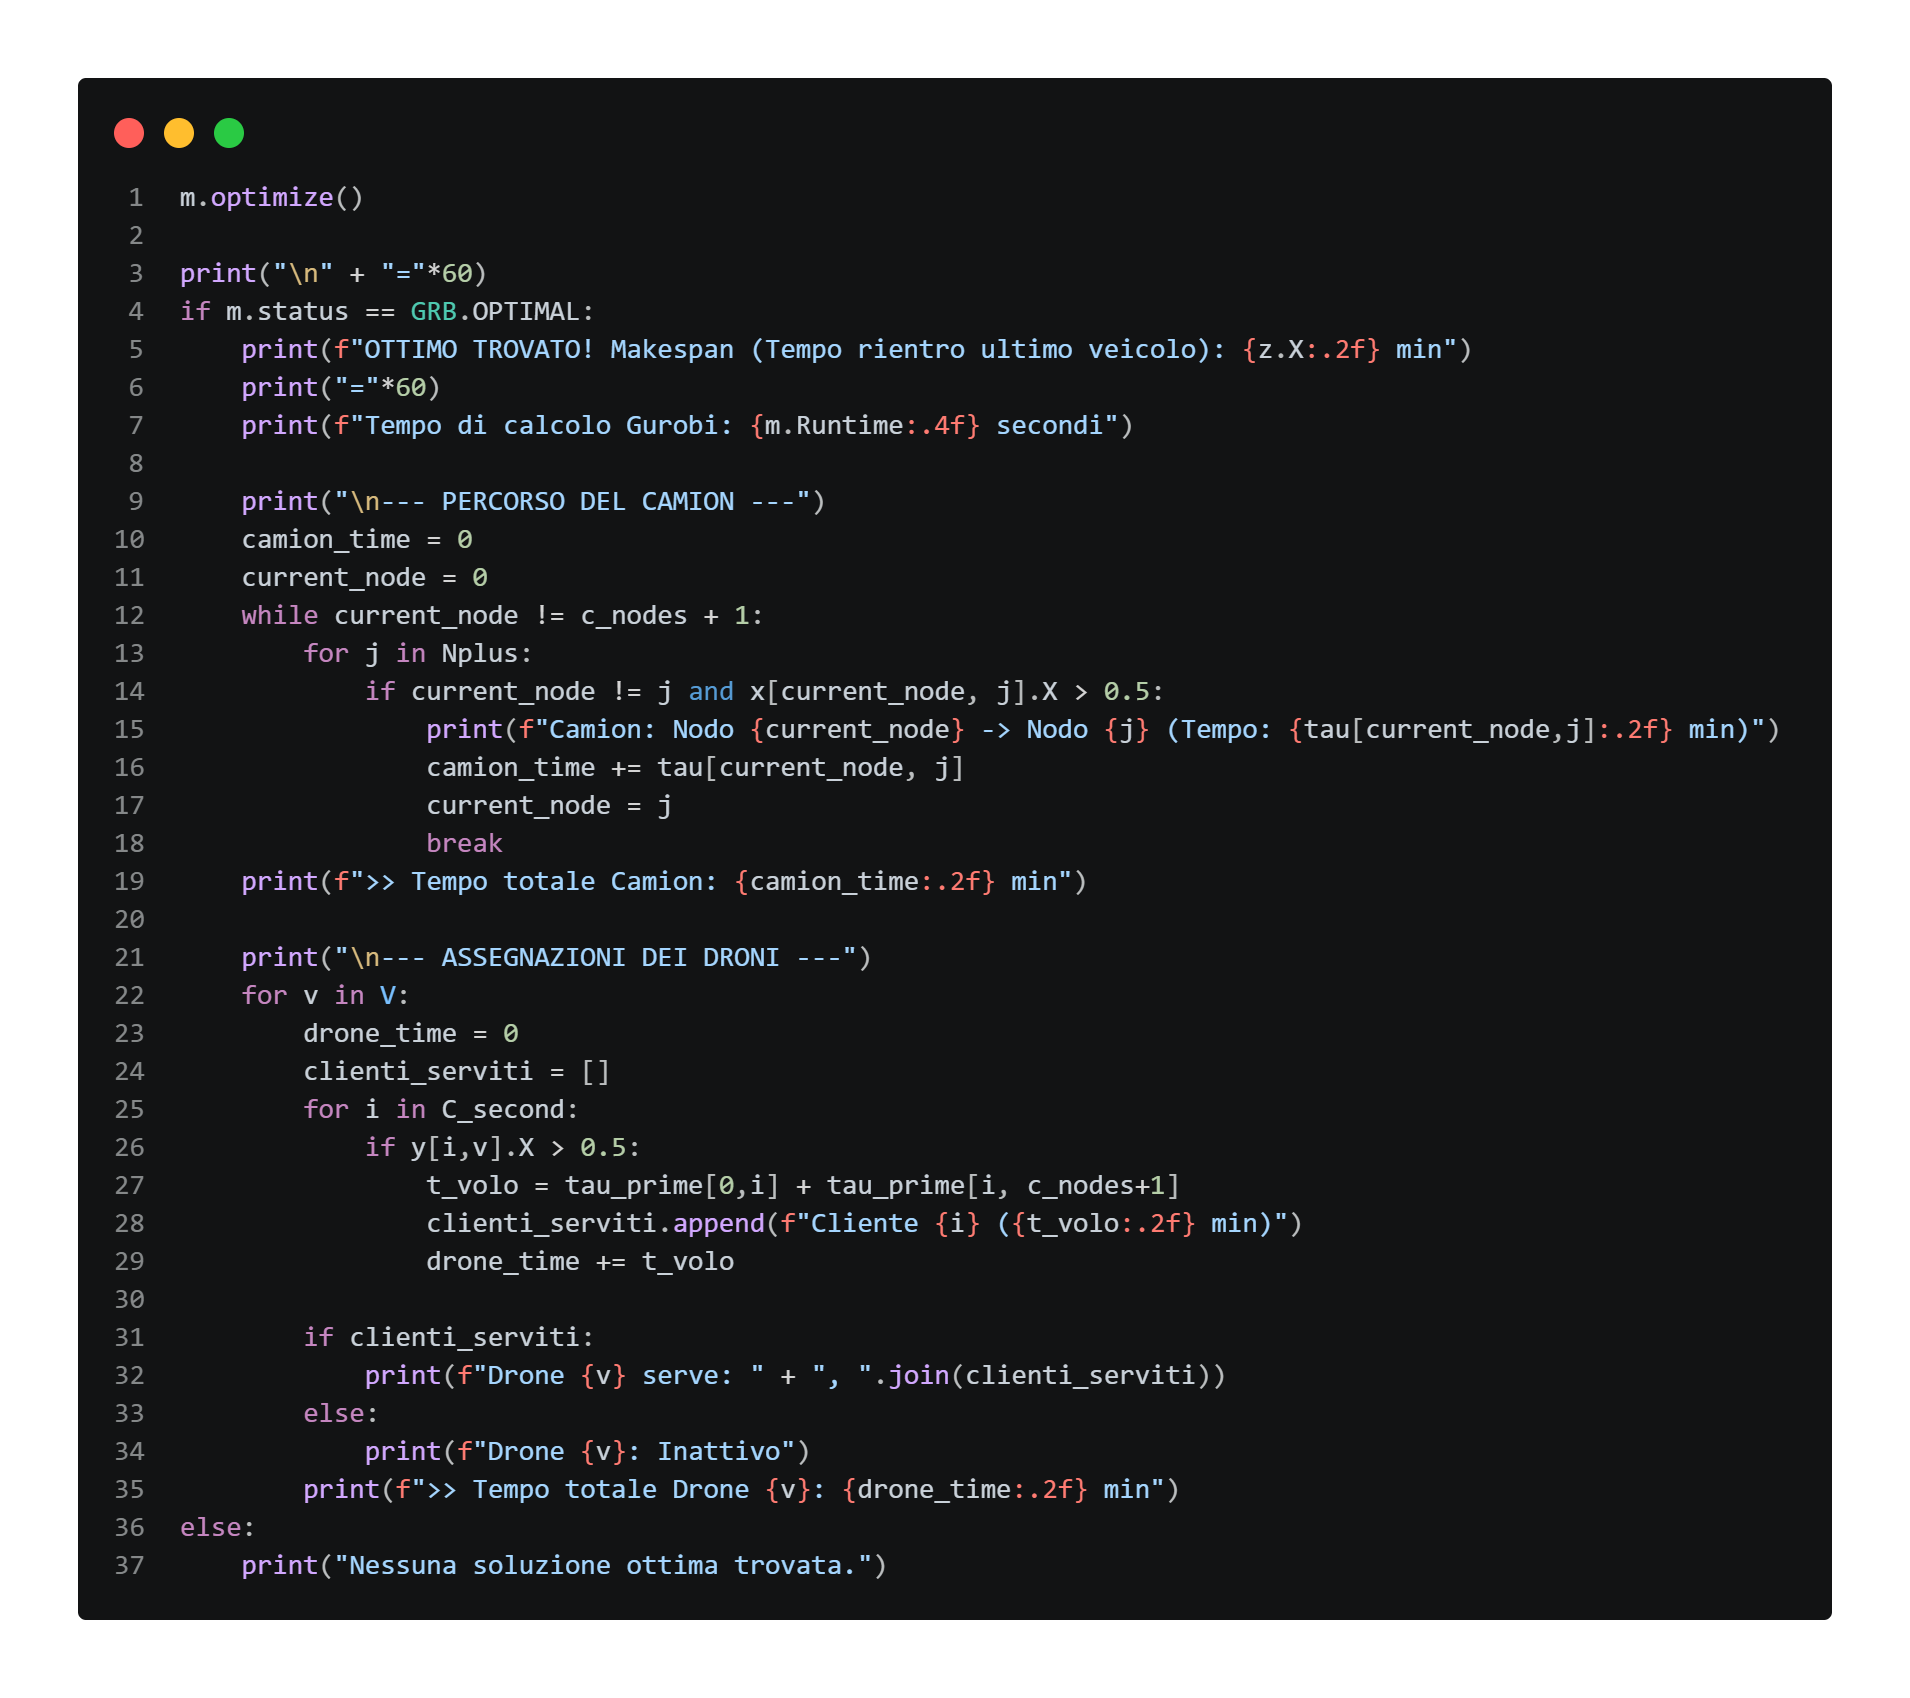 1 m.optimize()
2
3 print("\n" + "="*60)
4 if m.status == GRB.OPTIMAL:
5     print(f"OTTIMO TROVATO! Makespan (Tempo rientro ultimo veicolo): {z.X:.2f} min")
6     print("="*60)
7     print(f"Tempo di calcolo Gurobi: {m.Runtime:.4f} secondi")
8
9     print("\n--- PERCORSO DEL CAMION ---")
10     camion_time = 0
11     current_node = 0
12     while current_node != c_nodes + 1:
13         for j in Nplus:
14             if current_node != j and x[current_node, j].X > 0.5:
15                 print(f"Camion: Nodo {current_node} -> Nodo {j} (Tempo: {tau[current_node,j]:.2f} min)")
16                 camion_time += tau[current_node, j]
17                 current_node = j
18                 break
19     print(f">> Tempo totale Camion: {camion_time:.2f} min")
20
21     print("\n--- ASSEGNAZIONI DEI DRONI ---")
22     for v in V:
23         drone_time = 0
24         clienti_serviti = []
25         for i in C_second:
26             if y[i,v].X > 0.5:
27                 t_volo = tau_prime[0,i] + tau_prime[i, c_nodes+1]
28                 clienti_serviti.append(f"Cliente {i} ({t_volo:.2f} min)")
29                 drone_time += t_volo
30
31         if clienti_serviti:
32             print(f"Drone {v} serve: " + ", ".join(clienti_serviti))
33         else:
34             print(f"Drone {v}: Inattivo")
35         print(f">> Tempo totale Drone {v}: {drone_time:.2f} min")
36 else:
37     print("Nessuna soluzione ottima trovata.")